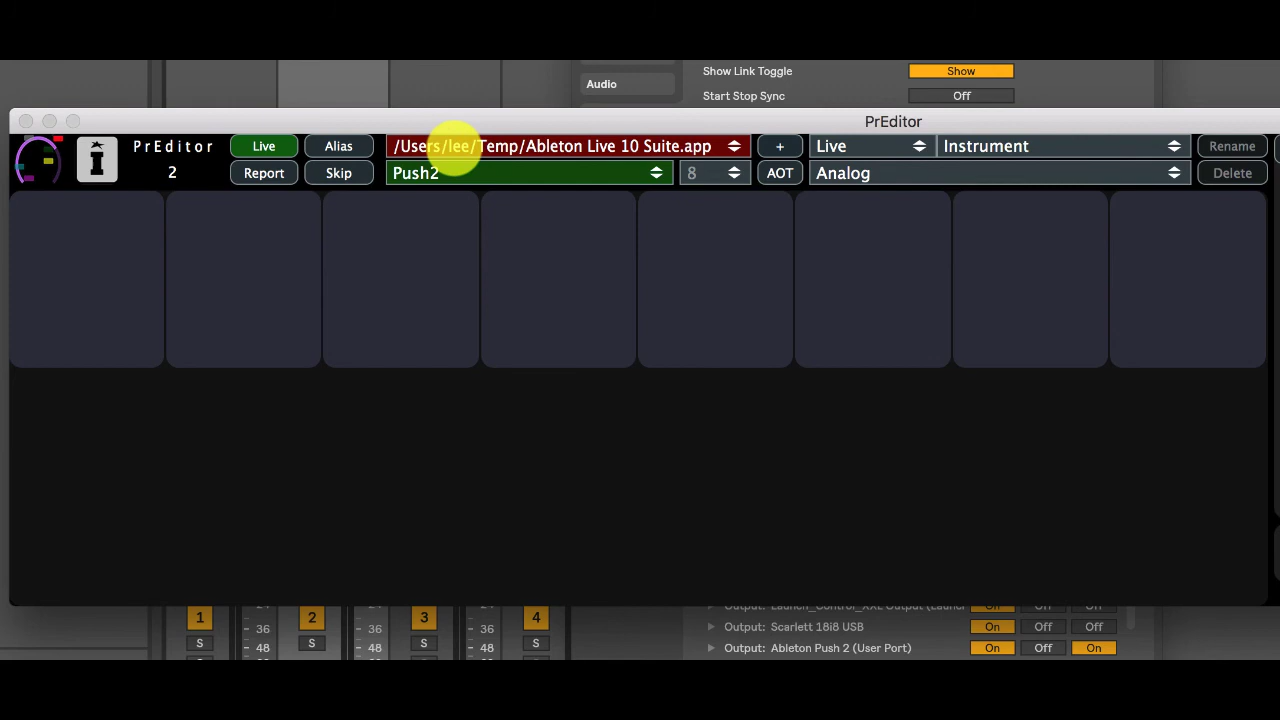 Show Link Toggle Show
Audio
Start Stop Sync Off
PrEditor
PrEditor Live Alias /Users/lee/Temp/Ableton Live 10 Suite.app + Live Instrument Rename
2 Report Skip Push2 8 AOT Analog Delete
1 2 3 4
36 36 36 36
Output: Scarlett 18i8 USB On Off Off
S S S S
48 48 48 48
Output: Ableton Push 2 (User Port) On Off On